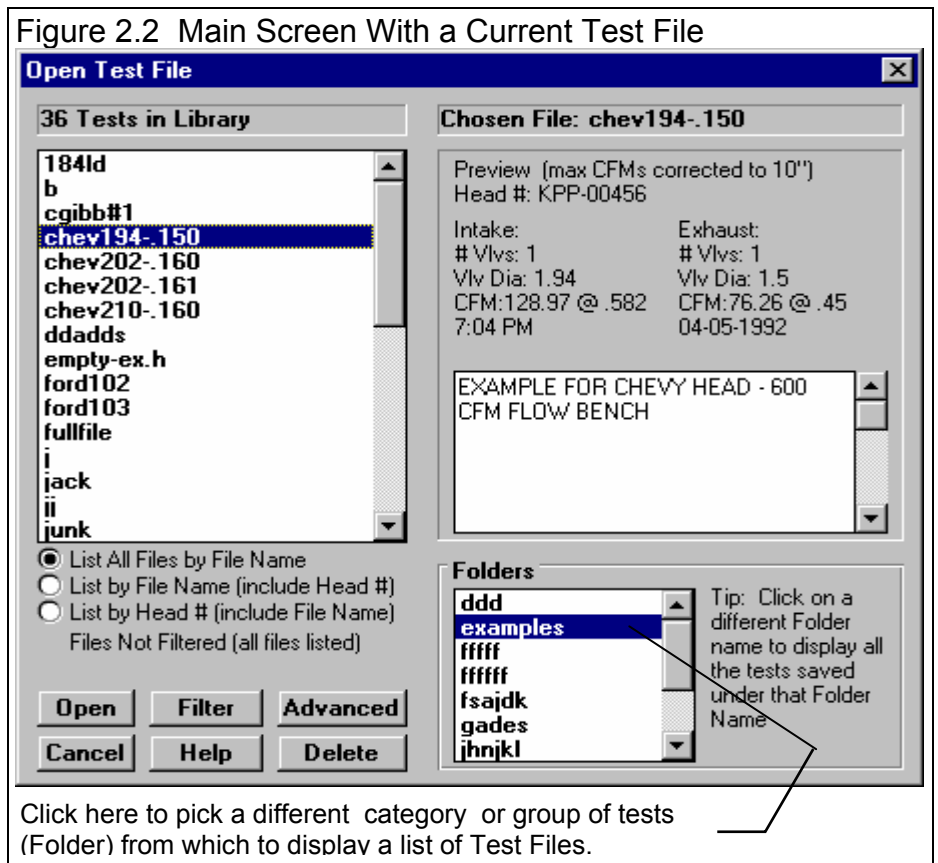 Figure 2.2  Main Screen With a Current Test File
Open Test File
36 Tests in Library
184ld
b
cgibb#1
chev194-.150
chev202-.160
chev202-.161
chev210-.160
ddadds
empty-ex.h
ford102
ford103
fullfile
j
jack
jj
junk
List All Files by File Name
List by File Name (include Head #)
List by Head # (include File Name)
Files Not Filtered (all files listed)
Open Filter Advanced
Cancel Help Delete
Chosen File: chev194-.150
Preview  (max CFMs corrected to 10")
Head #: KPP-00456
Intake: Exhaust:
# Vlvs: 1 # Vlvs: 1
Vlv Dia: 1.94 Vlv Dia: 1.5
CFM:128.97 @ .582 CFM:76.26 @ .45
7:04 PM 04-05-1992
EXAMPLE FOR CHEVY HEAD - 600
CFM FLOW BENCH
Folders
ddd
examples
fffff
ffffff
fsajdk
gades
jhnjkl
Tip:  Click on a
different Folder
name to display all
the tests saved
under that Folder
Name
Click here to pick a different  category  or group of tests
(Folder) from which to display a list of Test Files.